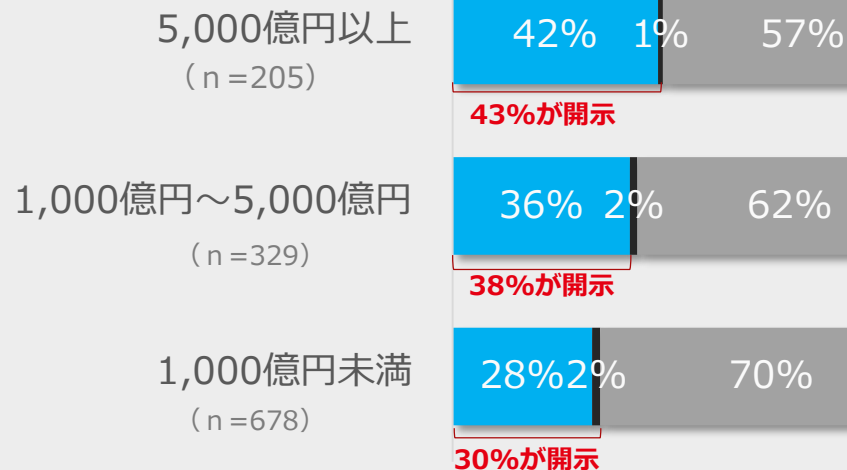 5,000億円以上 42% 1% 57%
（n=205）
43%が開示
1,000億円～5,000億円 36% 2% 62%
（n=329）
38%が開示
1,000億円未満 28% 2% 70%
（n=678）
30%が開示